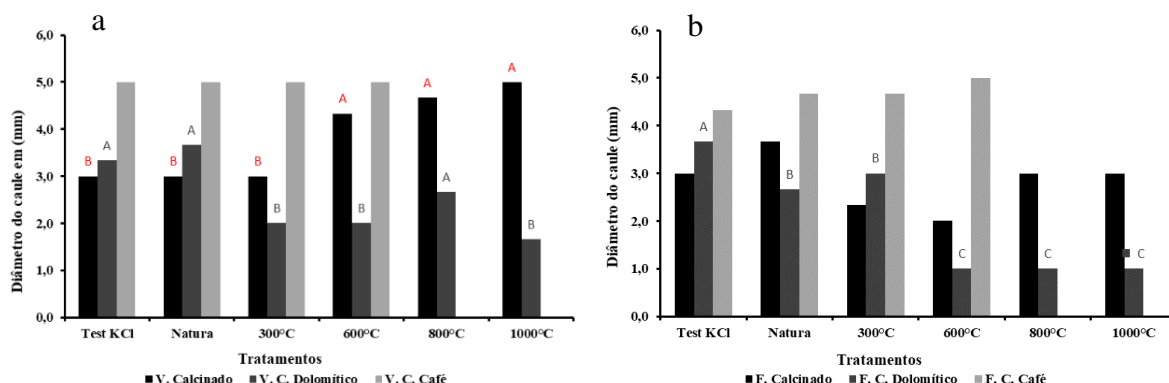 a
6,0
5,0
4,0
3,0
2,0
1,0
0,0
Diâmetro do caule em (mm)
B A
B A
B B
A B
A A
A B
Test KCl Natura 300°C 600°C 800°C 1000°C
Tratamentos
V. Calcinado V. C. Dolomítico V. C. Café
b
6,0
5,0
4,0
3,0
2,0
1,0
0,0
Diâmetro do caule (mm)
A
B
B
C
C
C
Test KCl Natura 300°C 600°C 800°C 1000°C
Tratamentos
F. Calcinado F. C. Dolomítico F. C. Café